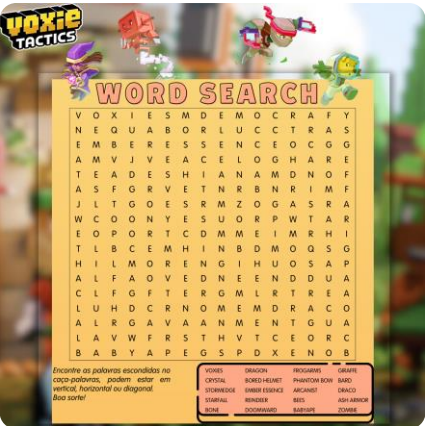 VOXIE
TACTICS
WORD SEARCH
V O X I E S M D E M O C R A F Y
N E Q U A B O R L U C C T R A S
E M B E R E S S E N C E O C G G
A M V J V E A C E L O G H A R E
T E A D E S H I A N A M D N O F
A S F G R V E T N R B N R I M F
J L T G O E S R M Z O G A S R A
W C O O N Y E S U O R P W T A R
E O P O R T C D M M E I M R H I
T L B C E M H I N B D M O Q S G
H I L M O R E N G I H U O S A P
A L F A O V E D N E E N D D U A
C L F G F T E R G M L R T R E A
L U H D C R N O M E M D R A C O
A L R G A V A A N M E N T G U A
L A V W F R S T H V T C E O R C
B A B Y A P E G S P D X E N O B
Encontre as palavras escondidas no
caça-palavras, podem estar em
vertical, horizontal ou diagonal.
Boa sorte!
VOXIES DRAGON FROGARMS GIRAFFE
CRYSTAL BORED HELMET PHANTOM BOW BARD
STORMEDGE EMBER ESSENCE ARCANIST DRACO
STARFALL REINDEER BEES ASH ARMOR
BONE DOOMWARD BABYAPE ZOMBIE